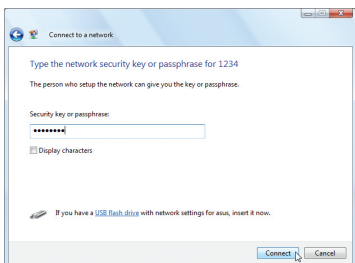 Connect to a network
Type the network security key or passphrase for 1234
The person who setup the network can give you the key or passphrase.
Security key or passphrase:
••••••••
Display characters
If you have a USB flash drive with network settings for asus, insert it now.
Connect Cancel